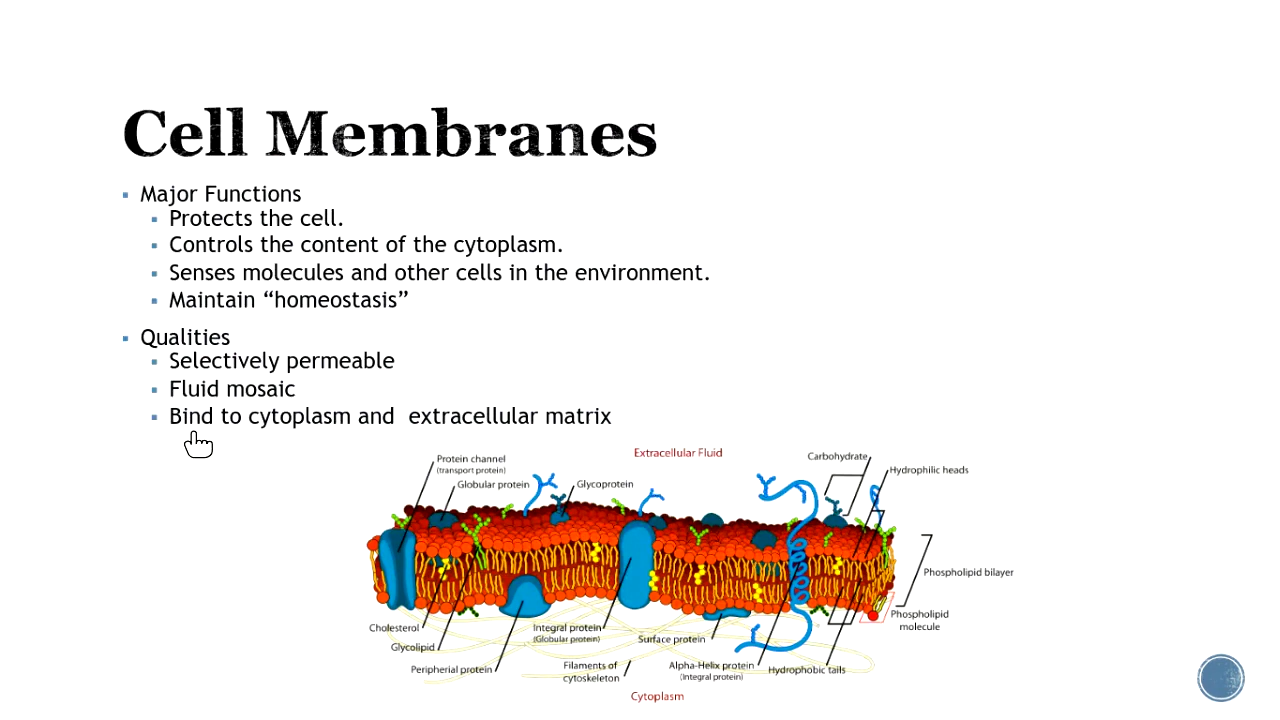 Cell Membranes
Major Functions
Protects the cell.
Controls the content of the cytoplasm.
Senses molecules and other cells in the environment.
Maintain “homeostasis”
Qualities
Selectively permeable
Fluid mosaic
Bind to cytoplasm and  extracellular matrix
Extracellular Fluid
Protein channel
(transport protein)
Globular protein
Glycoprotein
Carbohydrate
Hydrophilic heads
Phospholipid bilayer
Phospholipid
molecule
Cholesterol
Glycolipid
Peripherial protein
Integral protein
(Globular protein)
Filaments of
cytoskeleton
Surface protein
Alpha-Helix protein
(Integral protein)
Hydrophobic tails
Cytoplasm